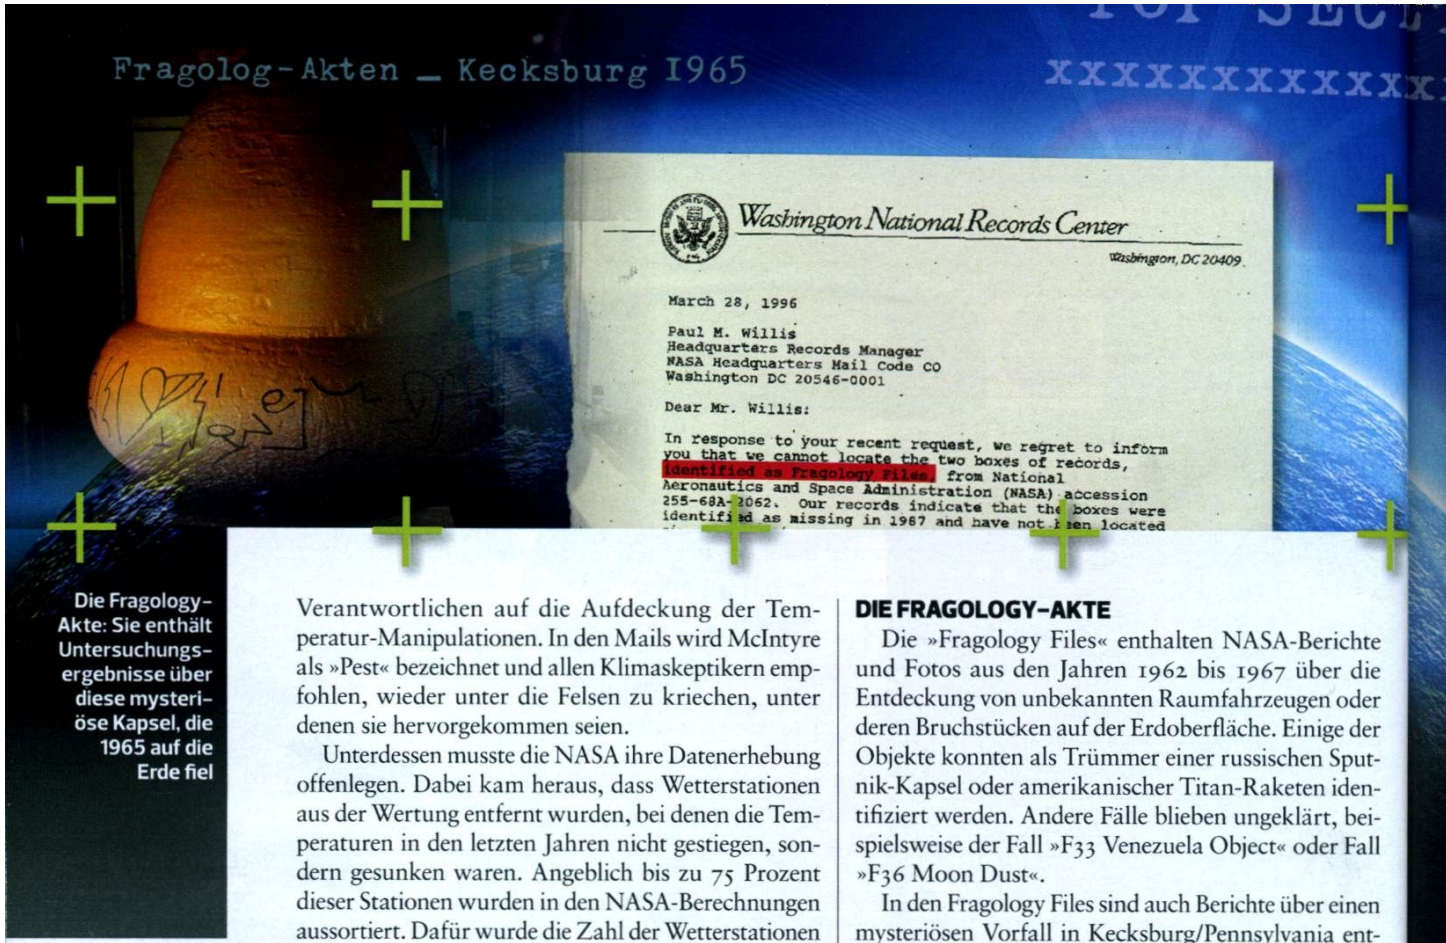 TOP SECR
Fragolog-Akten _ Kecksburg 1965
xxxxxxxxxxxxx
Washington National Records Center
Washington, DC 20409
March 28, 1996
Paul M. Willis
Headquarters Records Manager
NASA Headquarters Mail Code CO
Washington DC 20546-0001
Dear Mr. Willis:
In response to your recent request, we regret to inform
you that we cannot locate the two boxes of records,
identified as Fragology Files, from National
Aeronautics and Space Administration (NASA) accession
255-68A-2062. Our records indicate that the boxes were
identified as missing in 1987 and have not been located
Die Fragology-
Akte: Sie enthält
Untersuchungs-
ergebnisse über
diese mysteri-
öse Kapsel, die
1965 auf die
Erde fiel
Verantwortlichen auf die Aufdeckung der Tem-
peratur-Manipulationen. In den Mails wird McIntyre
als »Pest« bezeichnet und allen Klimaskeptikern emp-
fohlen, wieder unter die Felsen zu kriechen, unter
denen sie hervorgekommen seien.
Unterdessen musste die NASA ihre Datenerhebung
offenlegen. Dabei kam heraus, dass Wetterstationen
aus der Wertung entfernt wurden, bei denen die Tem-
peraturen in den letzten Jahren nicht gestiegen, son-
dern gesunken waren. Angeblich bis zu 75 Prozent
dieser Stationen wurden in den NASA-Berechnungen
aussortiert. Dafür wurde die Zahl der Wetterstationen
DIE FRAGOLOGY-AKTE
Die »Fragology Files« enthalten NASA-Berichte
und Fotos aus den Jahren 1962 bis 1967 über die
Entdeckung von unbekannten Raumfahrzeugen oder
deren Bruchstücken auf der Erdoberfläche. Einige der
Objekte konnten als Trümmer einer russischen Sput-
nik-Kapsel oder amerikanischer Titan-Raketen iden-
tifiziert werden. Andere Fälle blieben ungeklärt, bei-
spielsweise der Fall »F33 Venezuela Object« oder Fall
»F36 Moon Dust«.
In den Fragology Files sind auch Berichte über einen
mysteriösen Vorfall in Kecksburg/Pennsylvania ent-